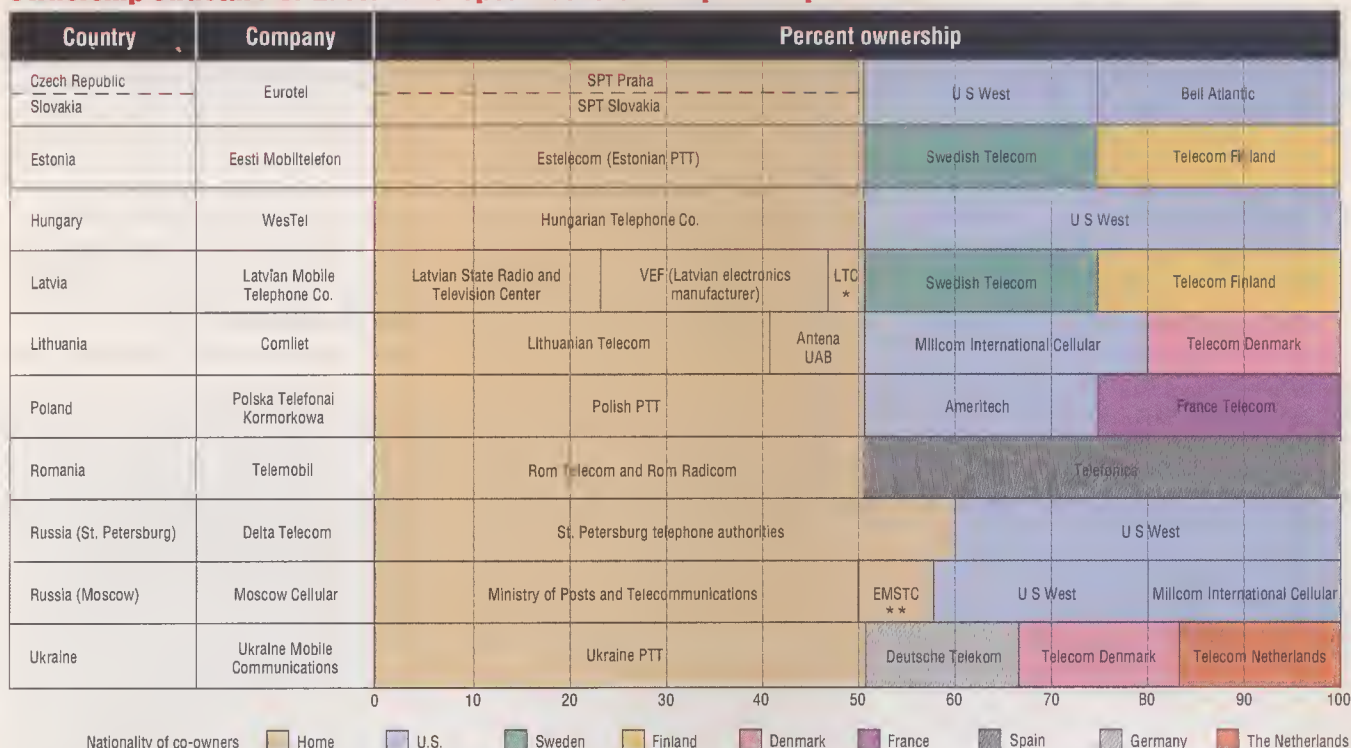 Country Company Percent ownership
Czech Republic
Slovakia
Eurotel
SPT Praha
SPT Slovakia
U S West Bell Atlantic
Estonia Eesti Mobiltelefon Estelecom (Estonian PTT) Swedish Telecom Telecom Finland
Hungary WesTel Hungarian Telephone Co. U S West
Latvia
Latvian Mobile
Telephone Co.
Latvian State Radio and
Television Center
VEF (Latvian electronics
manufacturer)
LTC
*
Swedish Telecom Telecom Finland
Lithuania Comliet Lithuanian Telecom
Antena
UAB
Millcom International Cellular Telecom Denmark
Poland
Polska Telefonai
Kormorkowa
Polish PTT Ameritech France Telecom
Romania Telemobil Rom Telecom and Rom Radicom Telefonica
Russia (St. Petersburg) Delta Telecom St. Petersburg telephone authorities U S West
Russia (Moscow) Moscow Cellular Ministry of Posts and Telecommunications
EMSTC
**
U S West Millcom International Cellular
Ukraine
Ukraine Mobile
Communications
Ukraine PTT Deutsche Telekom Telecom Denmark Telecom Netherlands
0 10 20 30 40 50 60 70 80 90 100
Nationality of co-owners Home U.S. Sweden Finland Denmark France Spain Germany The Netherlands